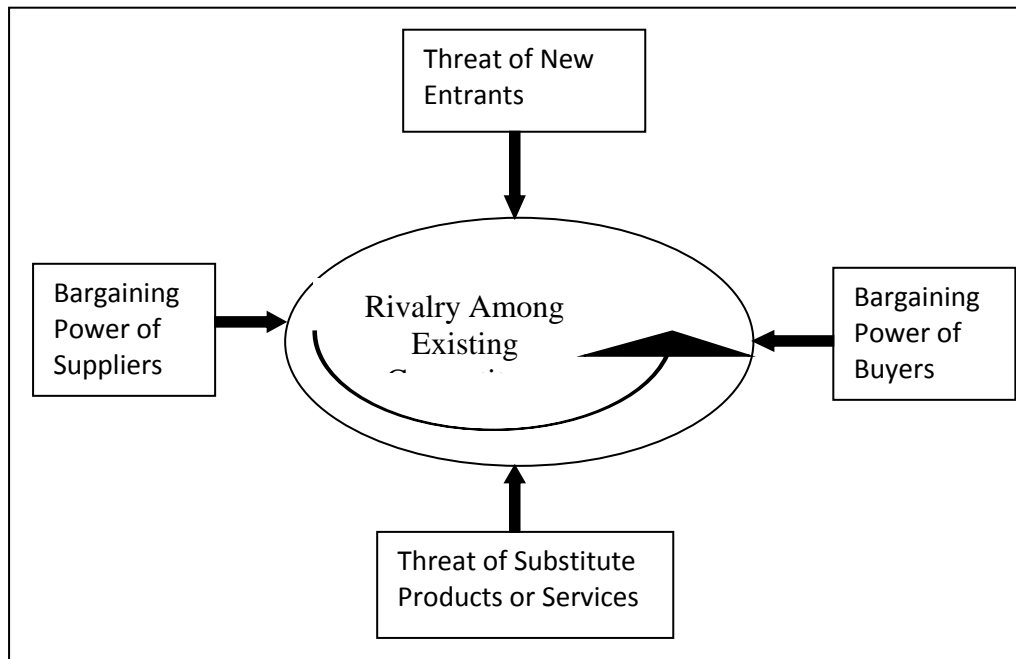 Threat of New
Entrants
Bargaining
Power of
Suppliers
Rivalry Among
Existing
Bargaining
Power of
Buyers
Threat of Substitute
Products or Services